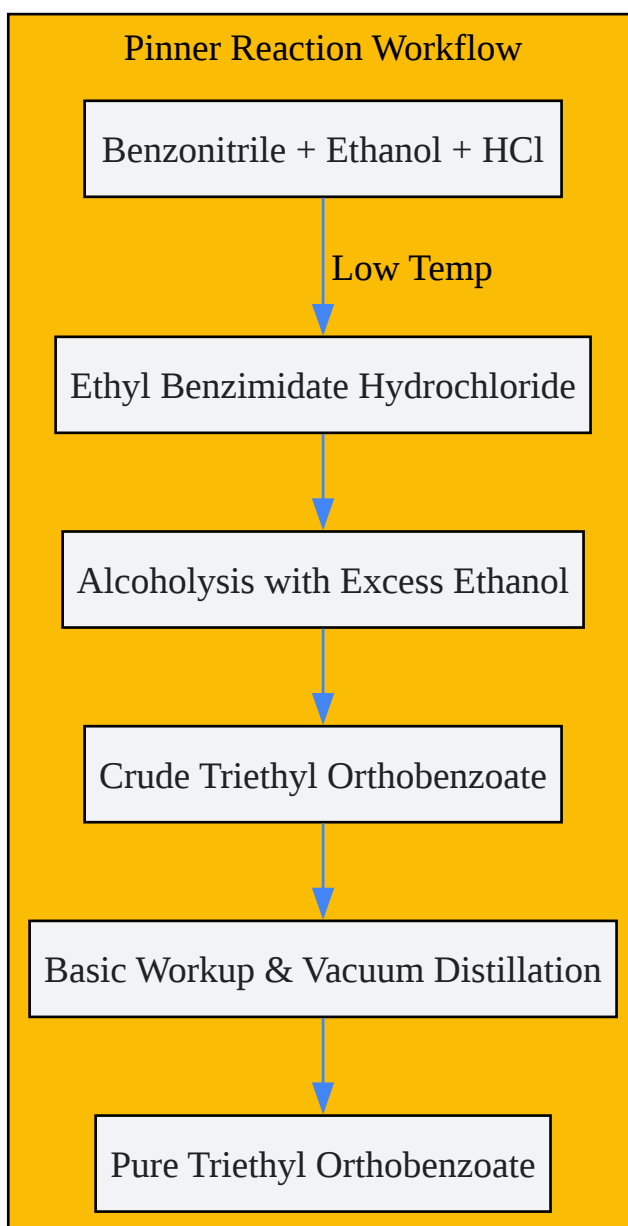 Pinner Reaction Workflow
Benzonitrile + Ethanol + HCl
Low Temp
Ethyl Benzimidate Hydrochloride
Alcoholysis with Excess Ethanol
Crude Triethyl Orthobenzoate
Basic Workup & Vacuum Distillation
Pure Triethyl Orthobenzoate